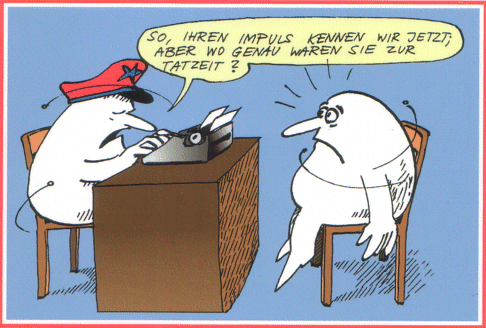 SO, IHREN IMPULS KENNEN WIR JETZT,
ABER WO GENAU WAREN SIE ZUR
TATZEIT?